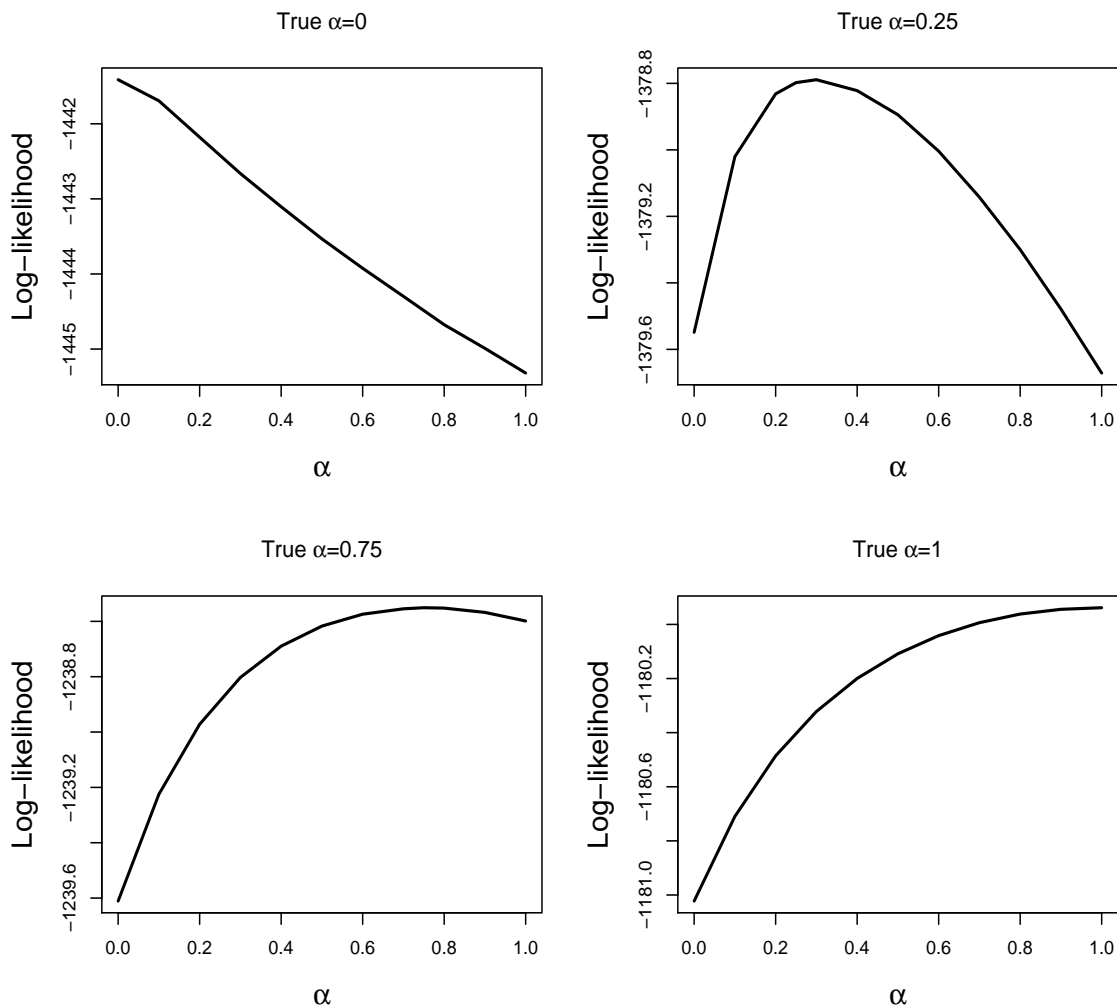 True α=0
Log−likelihood
−1442
−1443
−1444
−1445
0.0 0.2 0.4 0.6 0.8 1.0
α
True α=0.25
Log−likelihood
−1378.8
−1379.2
−1379.6
0.0 0.2 0.4 0.6 0.8 1.0
α
True α=0.75
Log−likelihood
−1238.8
−1239.2
−1239.6
0.0 0.2 0.4 0.6 0.8 1.0
α
True α=1
Log−likelihood
−1180.2
−1180.6
−1181.0
0.0 0.2 0.4 0.6 0.8 1.0
α